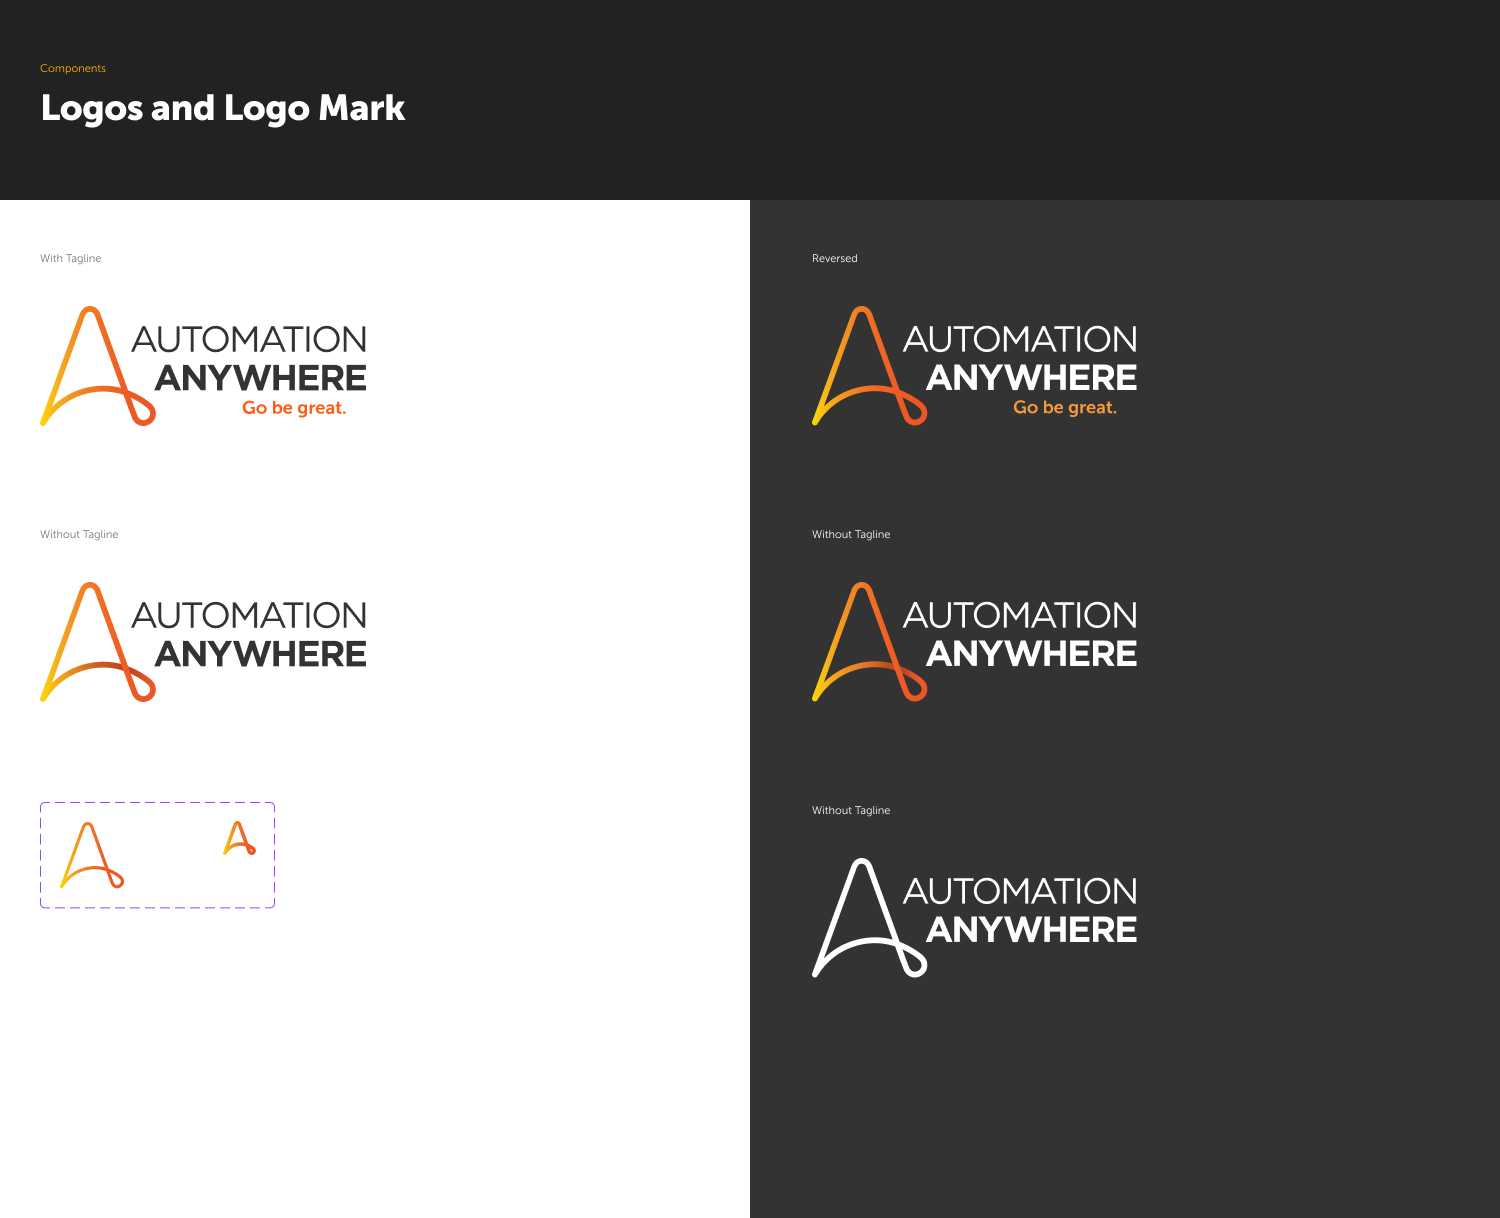 Components
Logos and Logo Mark
With Tagline
AUTOMATION
ANYWHERE
Go be great.
Without Tagline
AUTOMATION
ANYWHERE
Reversed
AUTOMATION
ANYWHERE
Go be great.
Without Tagline
AUTOMATION
ANYWHERE
Without Tagline
AUTOMATION
ANYWHERE